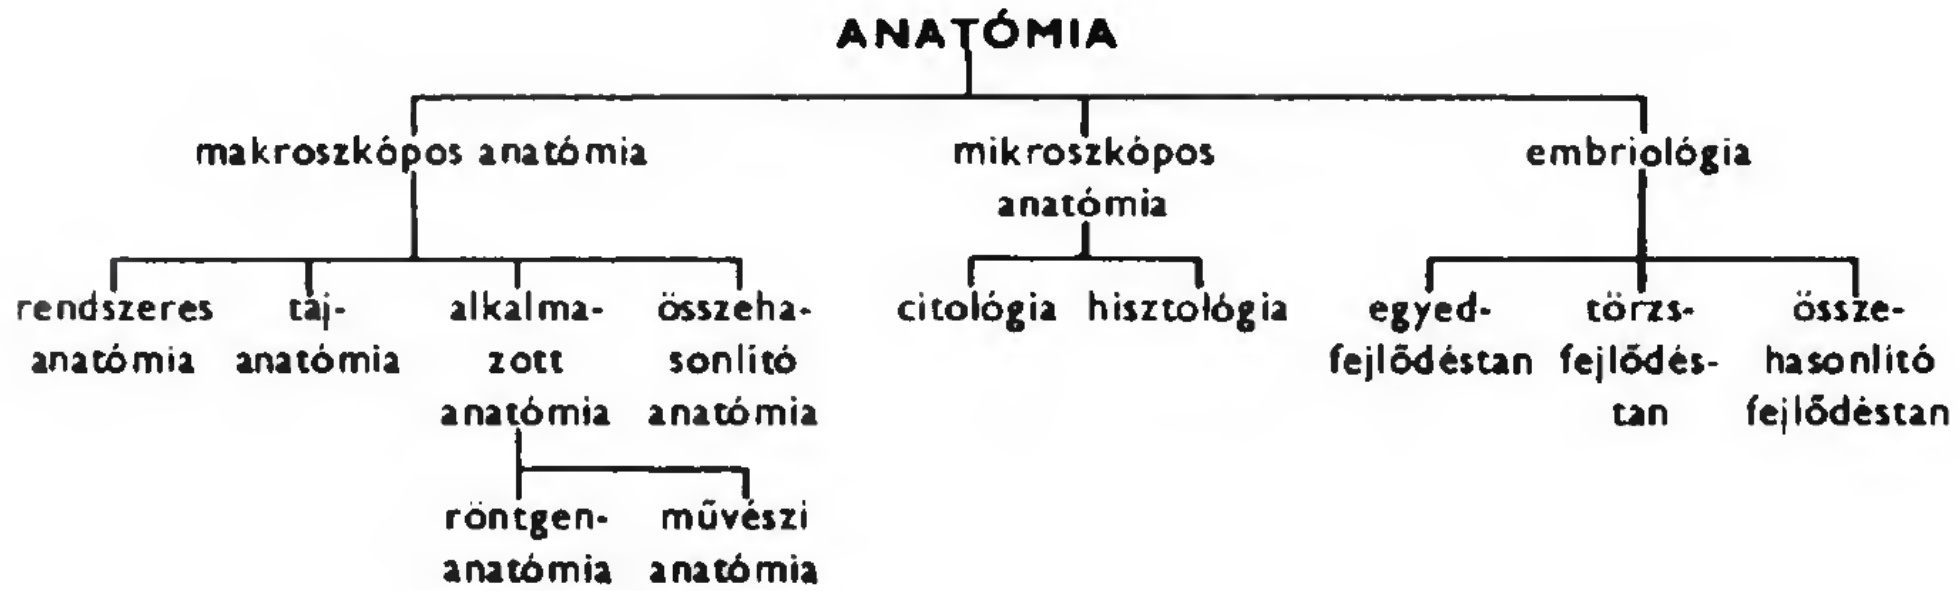 ANATÓMIA
makroszkópos anatómia
mikroszkópos
anatómia
embriológia
rendszeres
anatómia
táj-
anatómia
alkalma-
zott
anatómia
összeha-
sonlító
anatómia
röntgen-
anatómia
művészi
anatómia
citológia
hisztológia
egyed-
fejlődéstan
törzs-
fejlődés-
tan
össze-
hasonlító
fejlődéstan